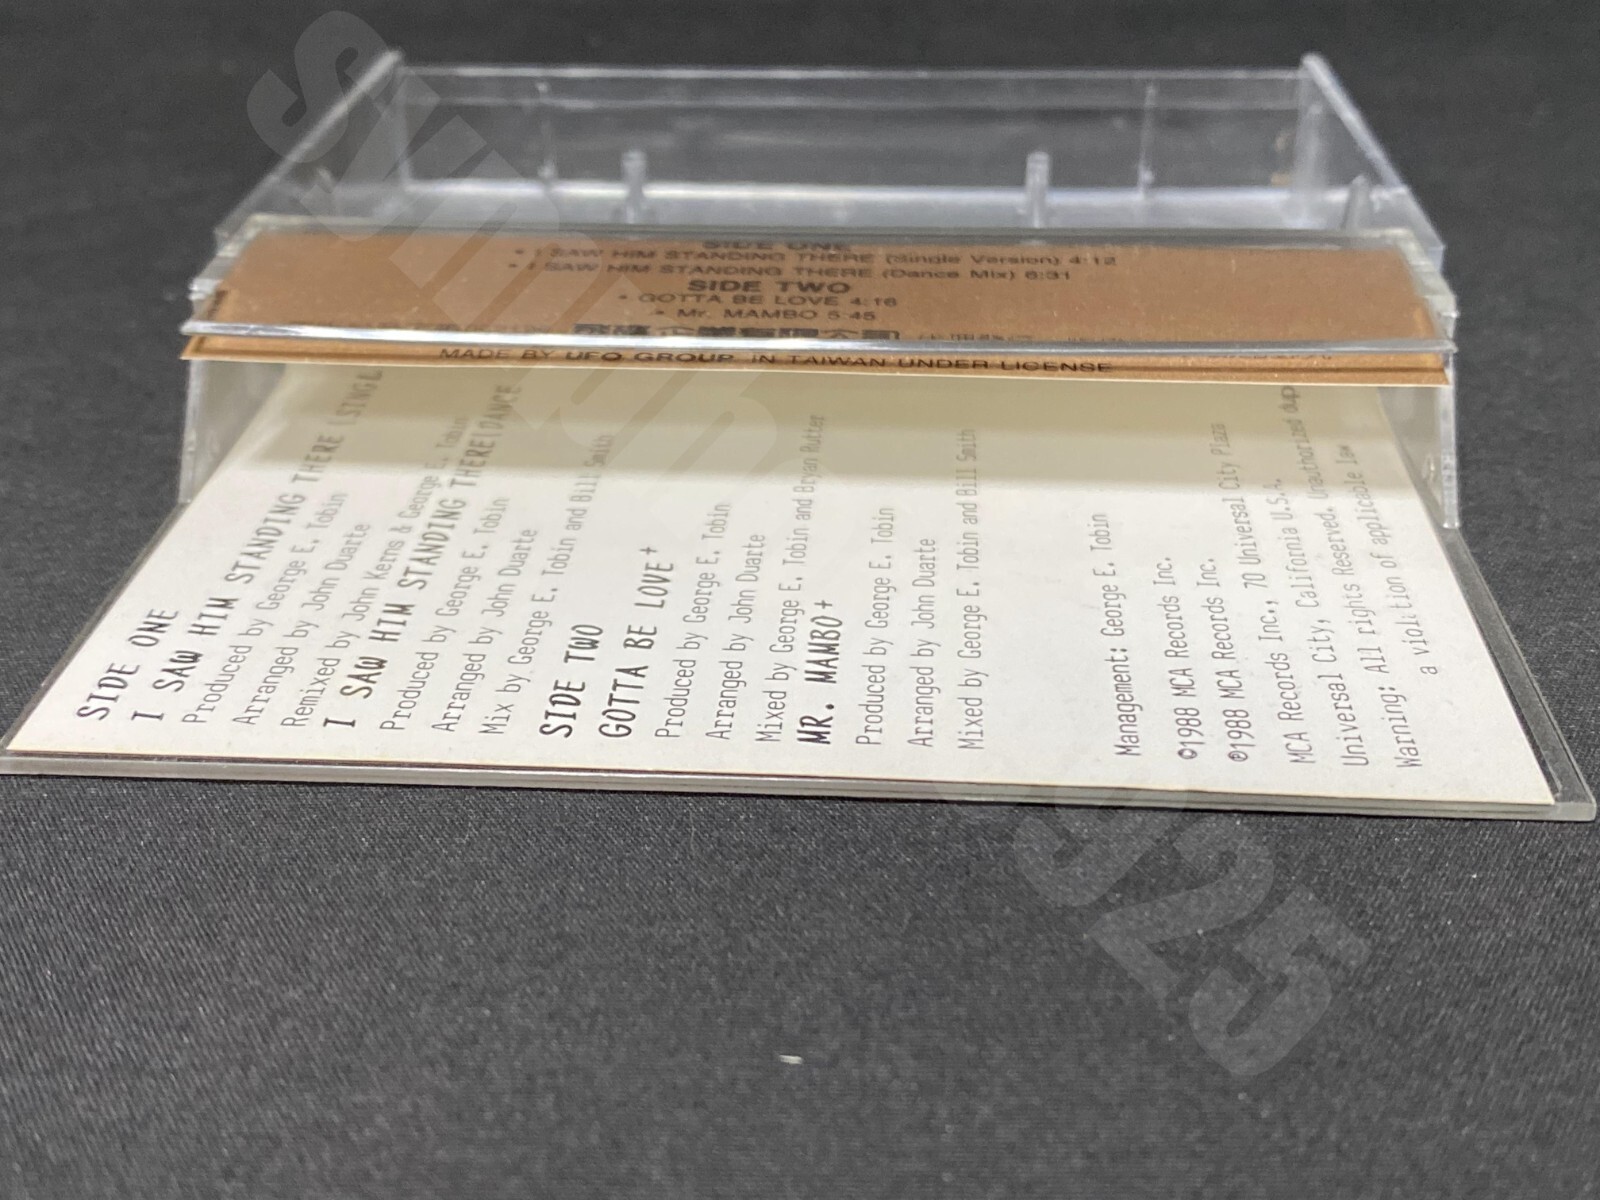 SIDE ONE
• I SAW HIM STANDING THERE (Single Version) 4:12
• I SAW HIM STANDING THERE (Dance Mix) 6:31
SIDE TWO
• GOTTA BE LOVE 4:16
• Mr. MAMBO 5:45
MADE BY UFO GROUP IN TAIWAN UNDER LICENSE
SIDE ONE
I SAW HIM STANDING THERE (SINGL
Produced by George E. Tobin
Arranged by John Duarte
Remixed by John Kerns & George E. Tobin
I SAW HIM STANDING THERE(DANCE
Produced by George E. Tobin
Arranged by John Duarte
Mix by George E. Tobin and Bill Smith
SIDE TWO
GOTTA BE LOVE+
Produced by George E. Tobin
Arranged by John Duarte
Mixed by George E. Tobin and Bryan Rutter
MR. MAMBO+
Produced by George E. Tobin
Arranged by John Duarte
Mixed by George E. Tobin and Bill Smith
Management: George E. Tobin
©1988 MCA Records Inc.
℗1988 MCA Records Inc.
MCA Records Inc., 70 Universal City Plaza
Universal City, California U.S.A.
Warning: All rights Reserved. Unauthorized dup
a violition of applicable law